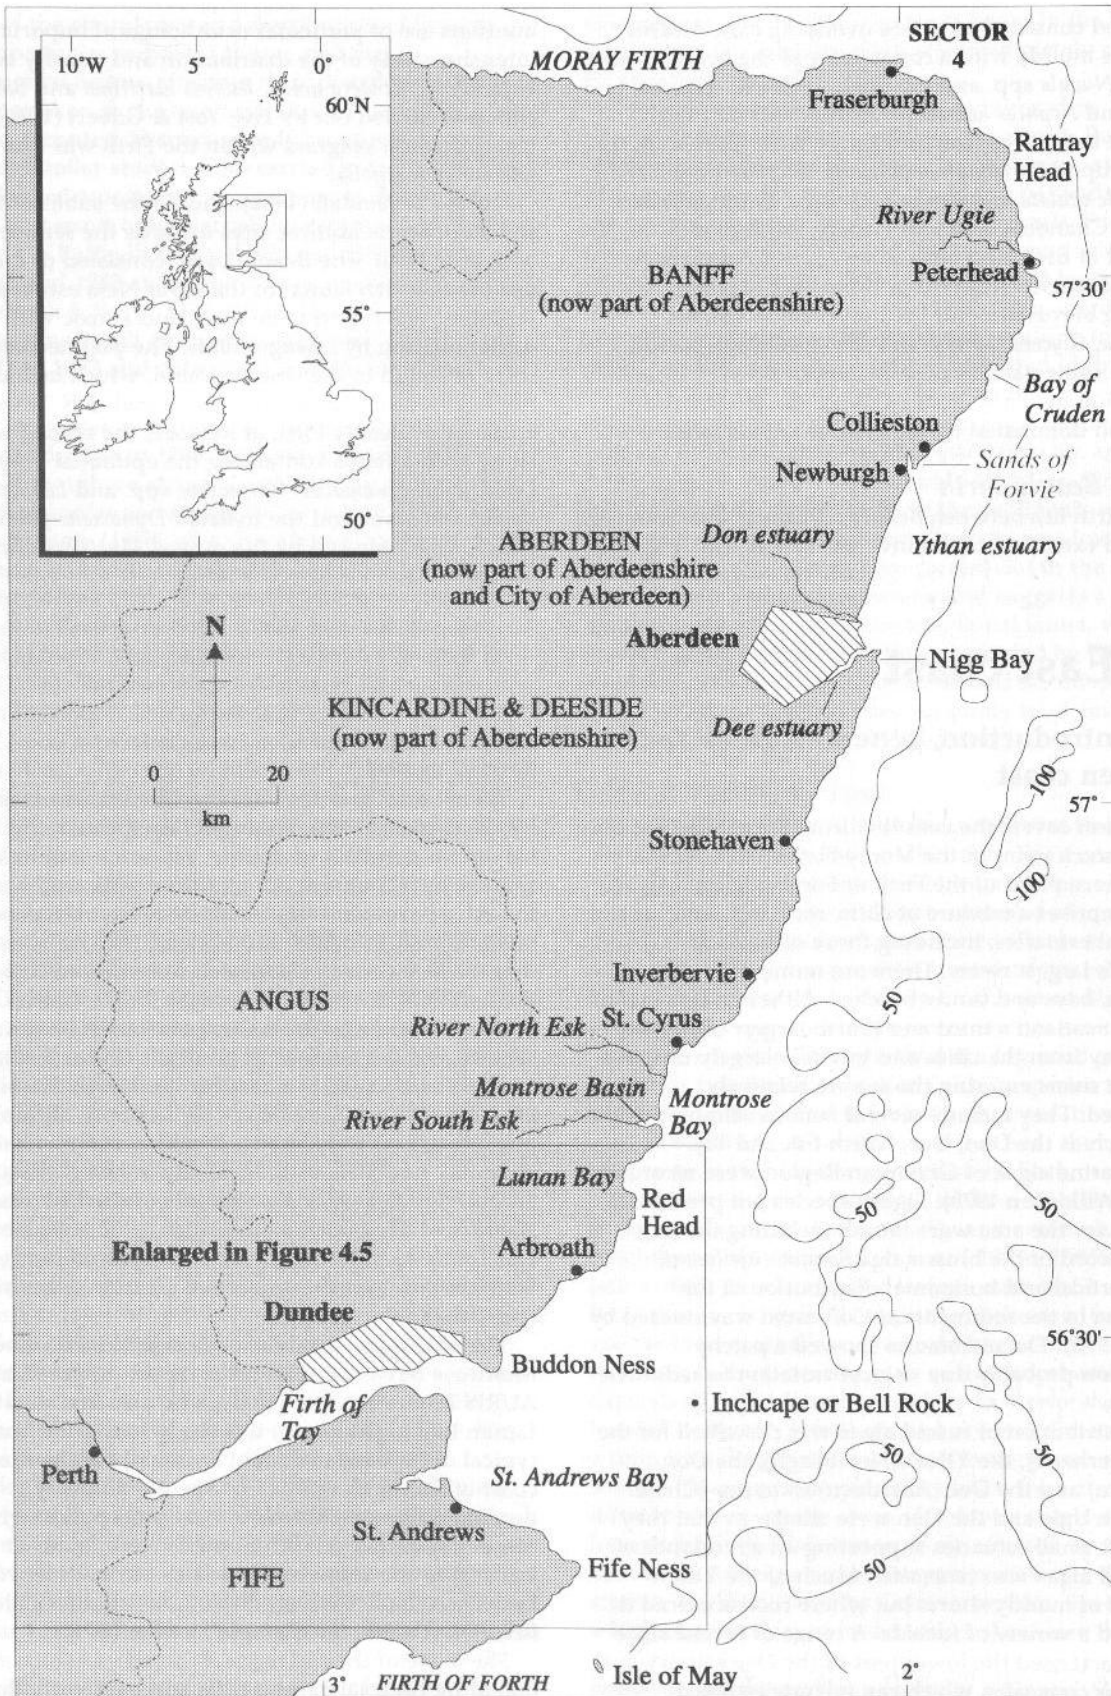 SECTOR
4
10°W
5°
0°
60°N
55°
50°
MORAY FIRTH
Fraserburgh
Rattray
Head
River Ugie
Peterhead
57°30'
BANFF
(now part of Aberdeenshire)
Bay of
Cruden
Collieston
Newburgh
Sands of
Forvie
Ythan estuary
Don estuary
ABERDEEN
(now part of Aberdeenshire
and City of Aberdeen)
Aberdeen
Nigg Bay
Dee estuary
N
KINCARDINE & DEESIDE
(now part of Aberdeenshire)
0
20
km
100
57°
100
Stonehaven
50
Inverbervie
ANGUS
River North Esk
St. Cyrus
Montrose Basin
Montrose
Bay
River South Esk
Lunan Bay
Red
Head
50
50
50
Enlarged in Figure 4.5
Arbroath
Dundee
56°30'
Buddon Ness
Firth of
Tay
Inchcape or Bell Rock
50
50
Perth
St. Andrews Bay
St. Andrews
50
FIFE
Fife Ness
3°
FIRTH OF FORTH
Isle of May
2°